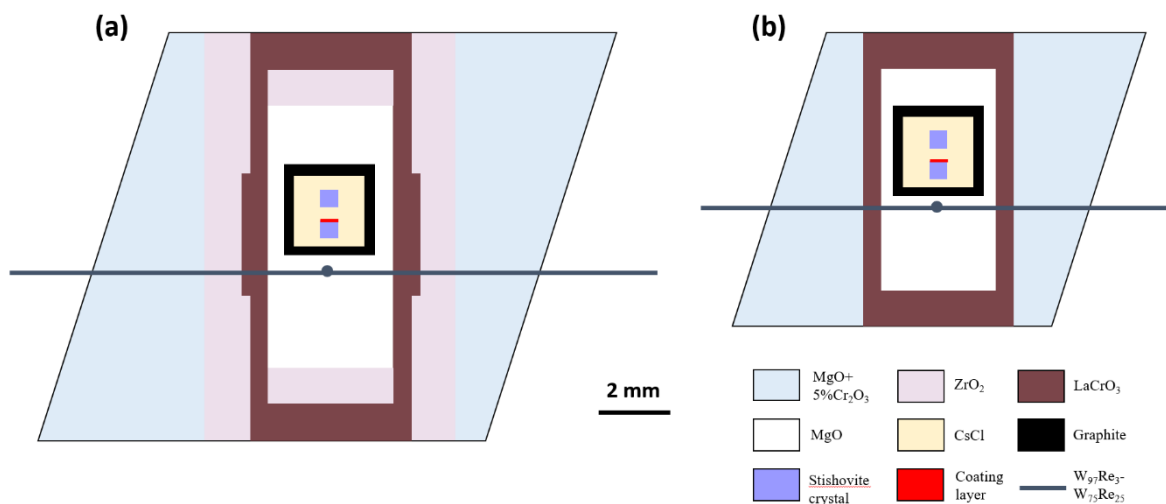 (a)
(b)
2 mm
MgO+
5%Cr₂O₃
ZrO₂
LaCrO₃
MgO
CsCl
Graphite
Stishovite
crystal
Coating
layer
W₉₇Re₃-
W₇₅Re₂₅